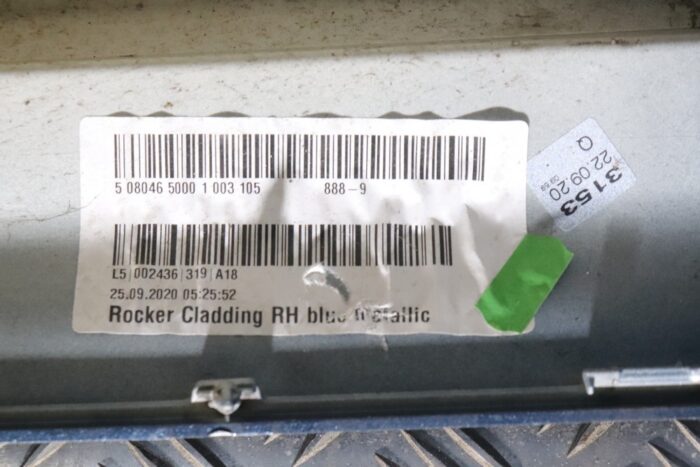 5 08046 5000 1 003 105 888-9
L5 002436 319 A18
25.09.2020 05:25:52
Rocker Cladding RH blue metallic
3153
22.09.20
Q